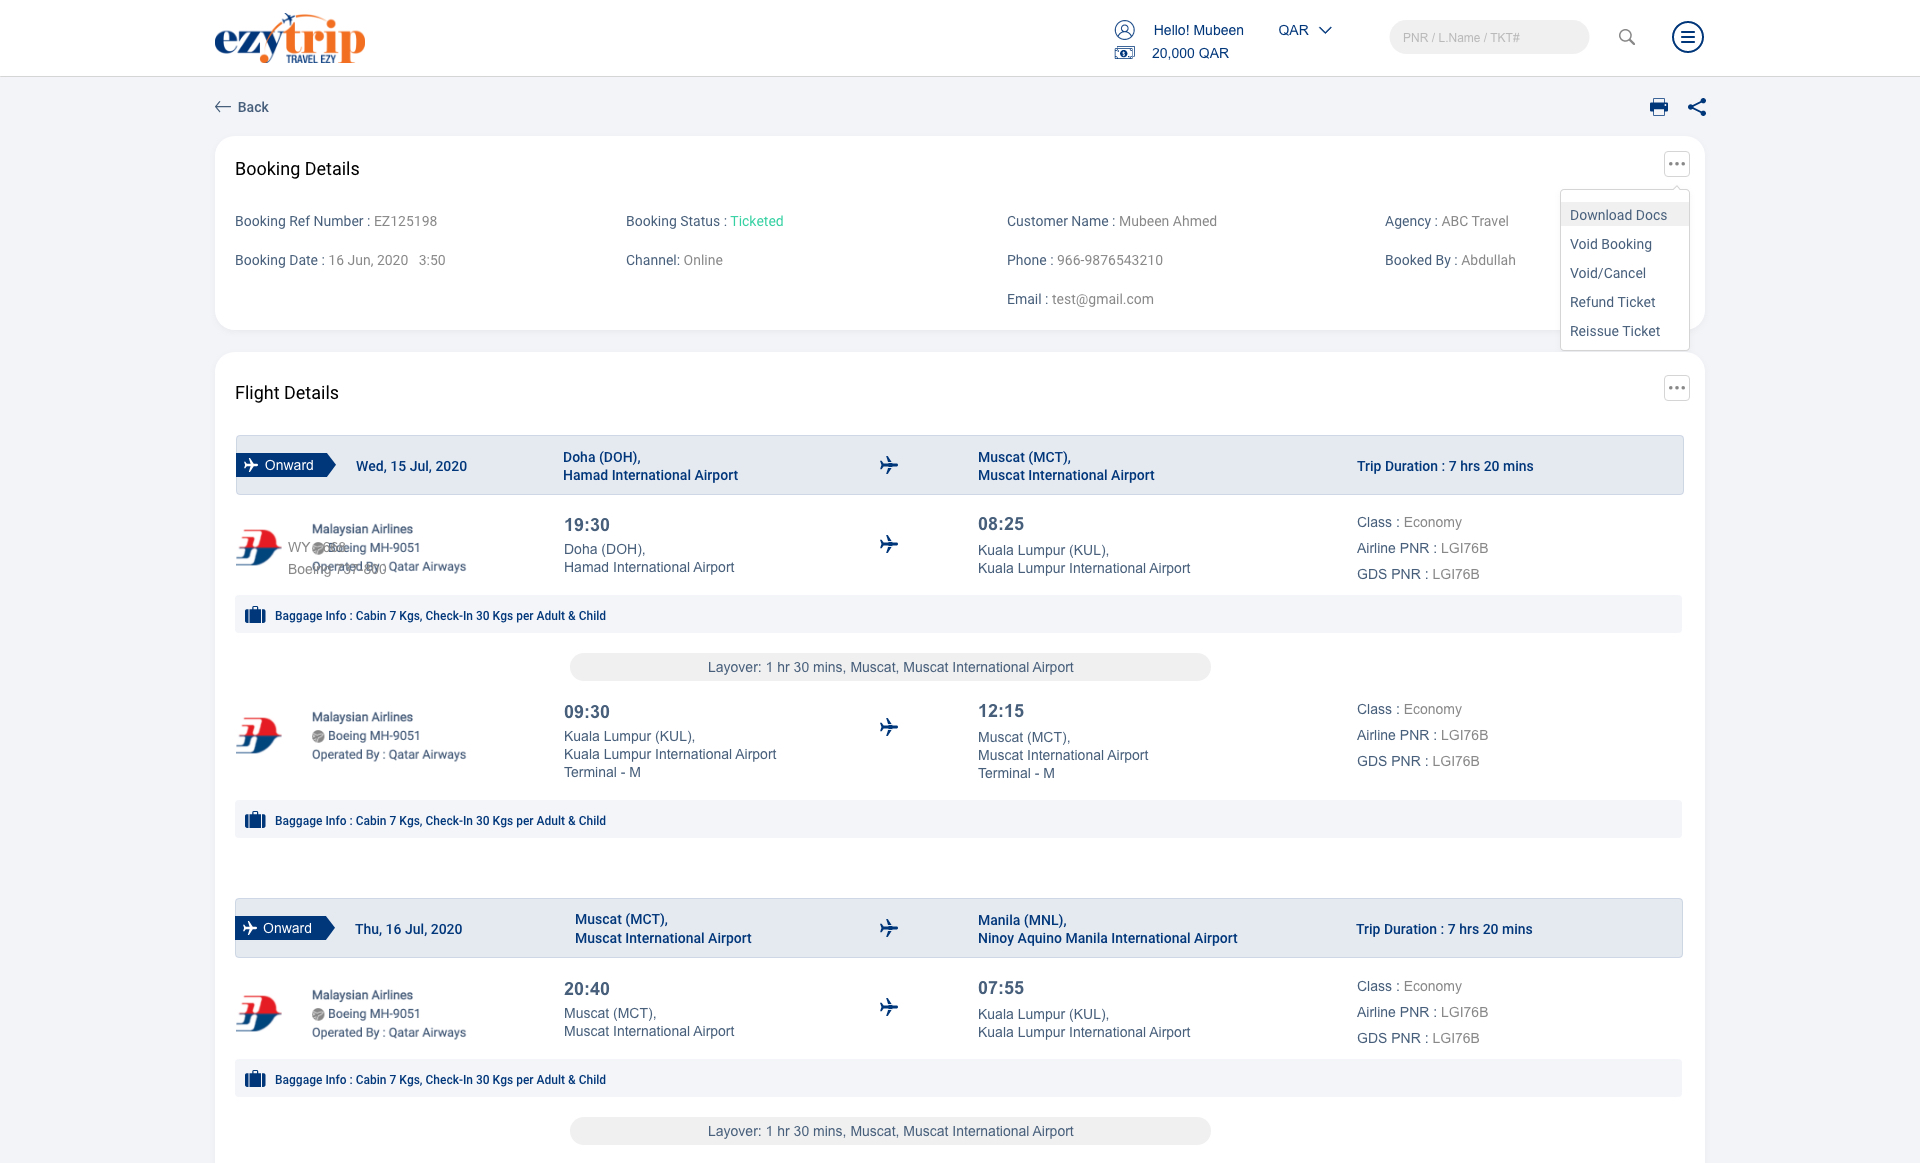 ezytrip
TRAVEL EZY
Hello! Mubeen
QAR
20,000 QAR
PNR / L.Name / TKT#
Back
Booking Details
Booking Ref Number : EZ125198
Booking Status : Ticketed
Customer Name : Mubeen Ahmed
Agency : ABC Travel
Booking Date : 16 Jun, 2020 3:50
Channel: Online
Phone : 966-9876543210
Booked By : Abdullah
Email : test@gmail.com
Download Docs
Void Booking
Void/Cancel
Refund Ticket
Reissue Ticket
Flight Details
Onward
Wed, 15 Jul, 2020
Doha (DOH),
Hamad International Airport
Muscat (MCT),
Muscat International Airport
Trip Duration : 7 hrs 20 mins
Malaysian Airlines
WY
Boeing MH-9051
Boeing 737-800
Operated By : Qatar Airways
19:30
Doha (DOH),
Hamad International Airport
08:25
Kuala Lumpur (KUL),
Kuala Lumpur International Airport
Class : Economy
Airline PNR : LGI76B
GDS PNR : LGI76B
Baggage Info : Cabin 7 Kgs, Check-In 30 Kgs per Adult & Child
Layover: 1 hr 30 mins, Muscat, Muscat International Airport
Malaysian Airlines
Boeing MH-9051
Operated By : Qatar Airways
09:30
Kuala Lumpur (KUL),
Kuala Lumpur International Airport
Terminal - M
12:15
Muscat (MCT),
Muscat International Airport
Terminal - M
Class : Economy
Airline PNR : LGI76B
GDS PNR : LGI76B
Baggage Info : Cabin 7 Kgs, Check-In 30 Kgs per Adult & Child
Onward
Thu, 16 Jul, 2020
Muscat (MCT),
Muscat International Airport
Manila (MNL),
Ninoy Aquino Manila International Airport
Trip Duration : 7 hrs 20 mins
Malaysian Airlines
Boeing MH-9051
Operated By : Qatar Airways
20:40
Muscat (MCT),
Muscat International Airport
07:55
Kuala Lumpur (KUL),
Kuala Lumpur International Airport
Class : Economy
Airline PNR : LGI76B
GDS PNR : LGI76B
Baggage Info : Cabin 7 Kgs, Check-In 30 Kgs per Adult & Child
Layover: 1 hr 30 mins, Muscat, Muscat International Airport